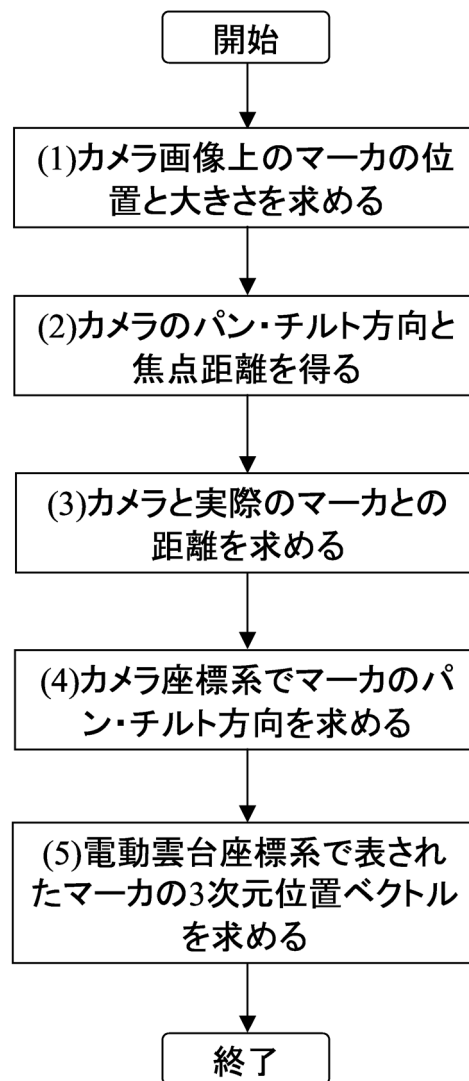 開始
(1)カメラ画像上のマーカの位
置と大きさを求める
(2)カメラのパン・チルト方向と
焦点距離を得る
(3)カメラと実際のマーカとの
距離を求める
(4)カメラ座標系でマーカのパ
ン・チルト方向を求める
(5)電動雲台座標系で表され
たマーカの3次元位置ベクトル
を求める
終了